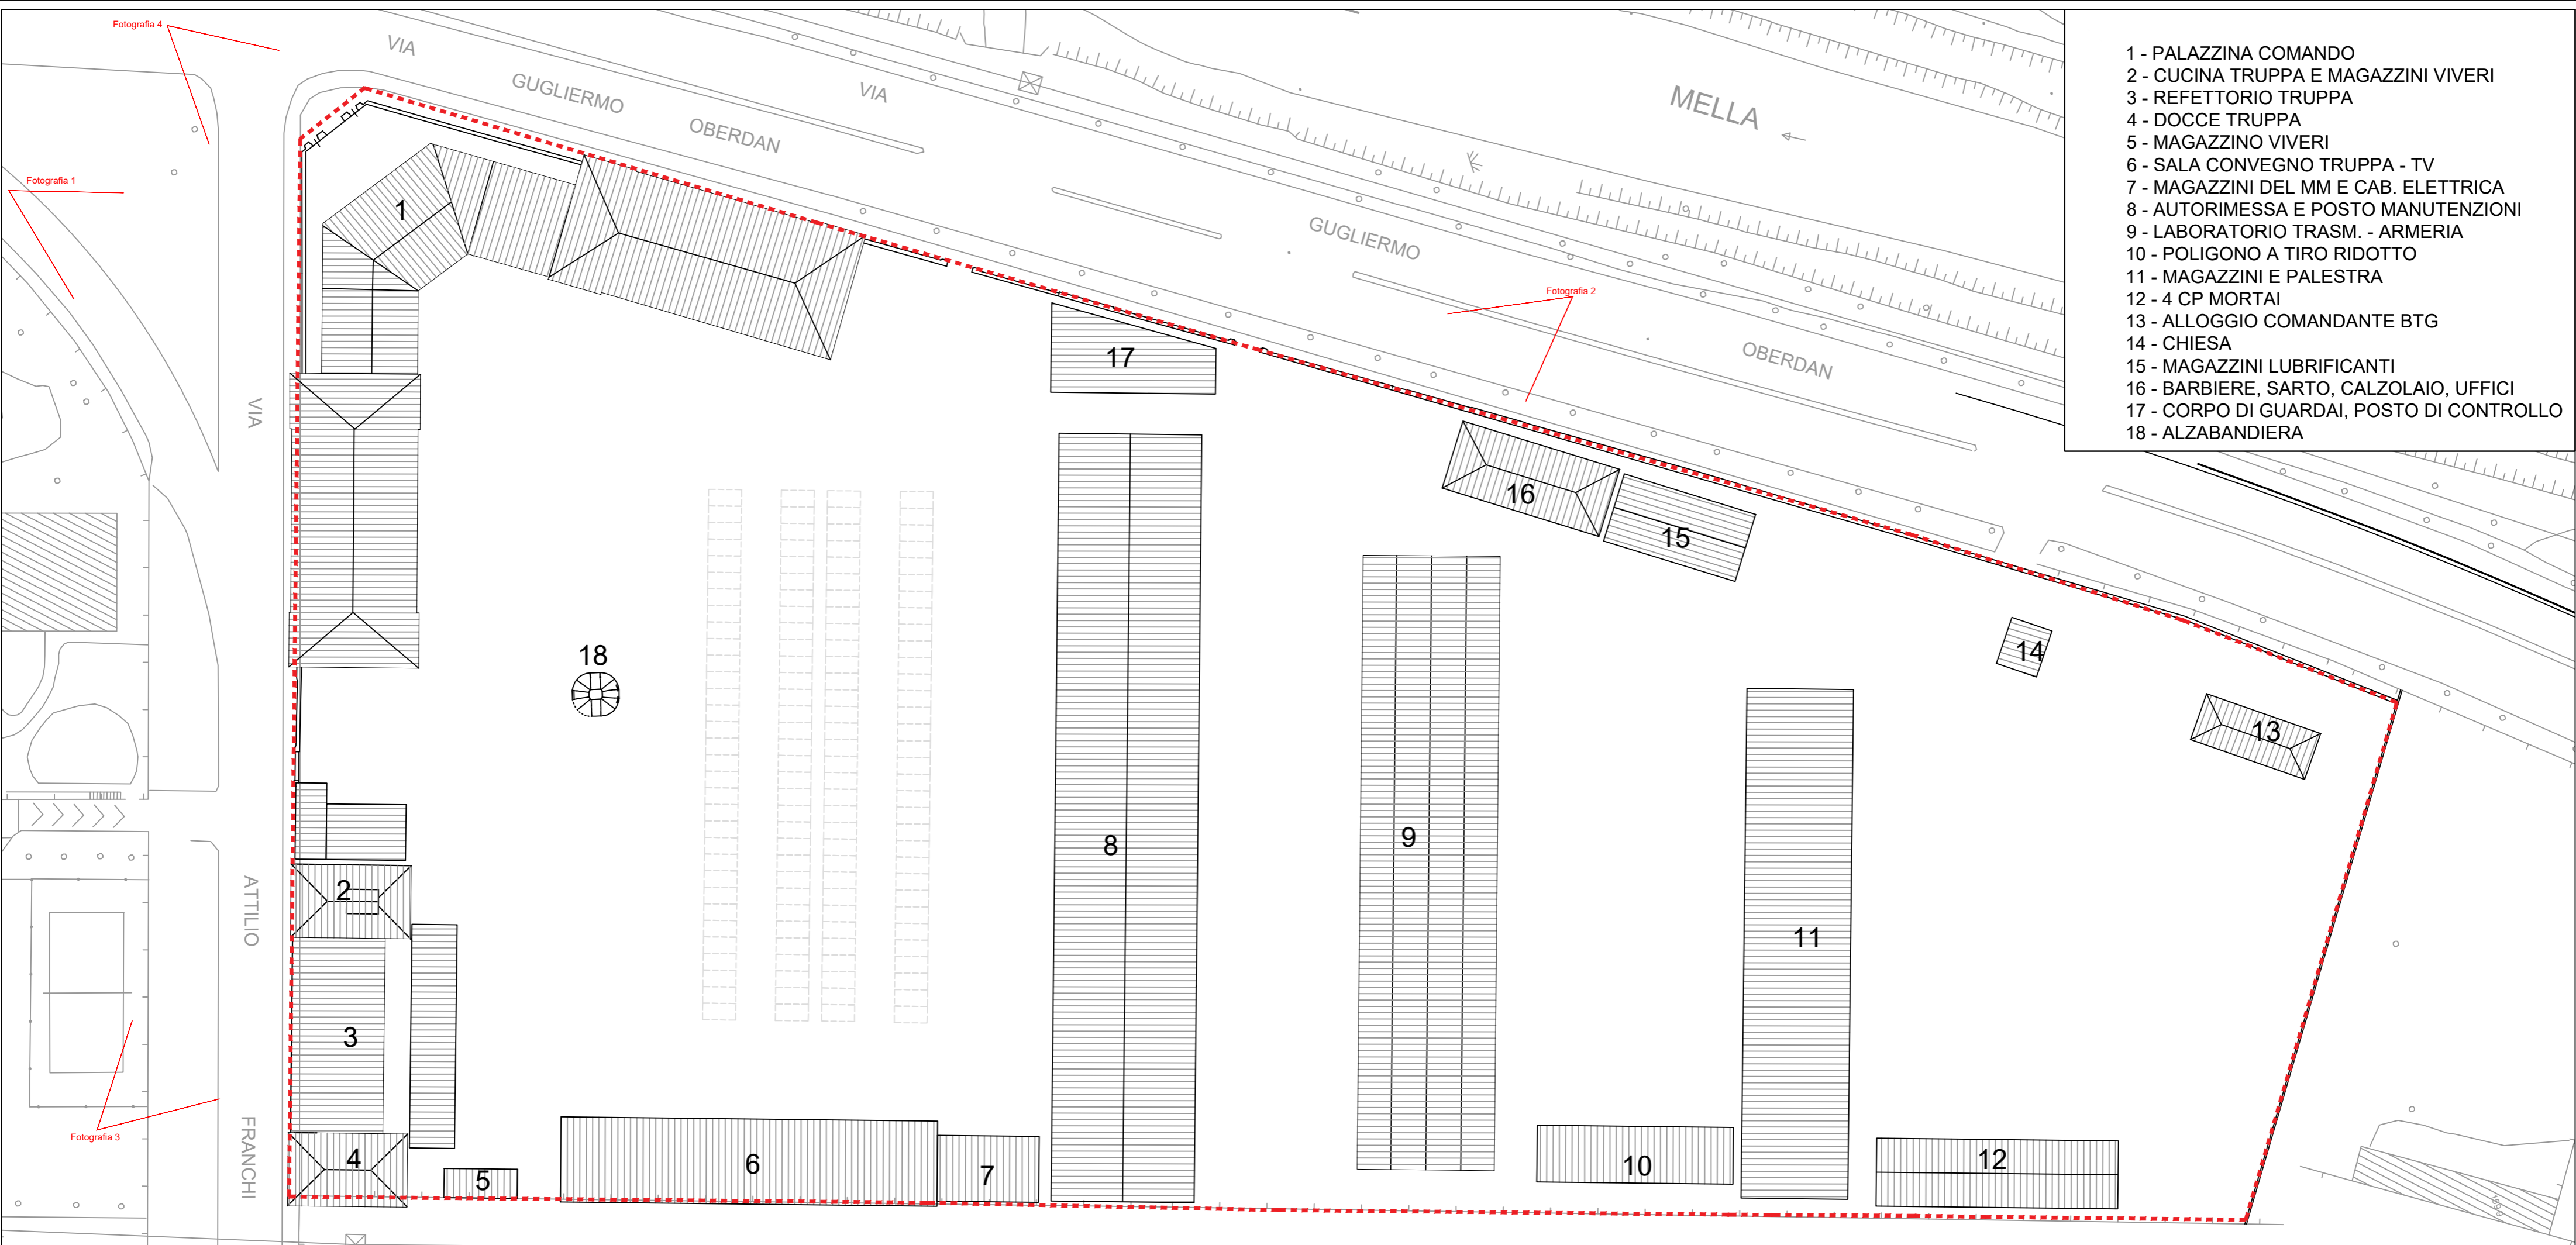 Fotografia 4
VIA
GUGLIERMO
VIA
OBERDAN
MELLA
Fotografia 1
1 - PALAZZINA COMANDO
2 - CUCINA TRUPPA E MAGAZZINI VIVERI
3 - REFETTORIO TRUPPA
4 - DOCCE TRUPPA
5 - MAGAZZINO VIVERI
6 - SALA CONVEGNO TRUPPA - TV
7 - MAGAZZINI DEL MM E CAB. ELETTRICA
8 - AUTORIMESSA E POSTO MANUTENZIONI
9 - LABORATORIO TRASM. - ARMERIA
10 - POLIGONO A TIRO RIDOTTO
11 - MAGAZZINI E PALESTRA
12 - 4 CP MORTAI
13 - ALLOGGIO COMANDANTE BTG
14 - CHIESA
15 - MAGAZZINI LUBRIFICANTI
16 - BARBIERE, SARTO, CALZOLAIO, UFFICI
17 - CORPO DI GUARDAI, POSTO DI CONTROLLO
18 - ALZABANDIERA
1
GUGLIERMO
Fotografia 2
OBERDAN
17
VIA
16
15
18
14
13
8
9
2
ATTILIO
11
3
Fotografia 3
FRANCHI
4
5
6
7
10
12